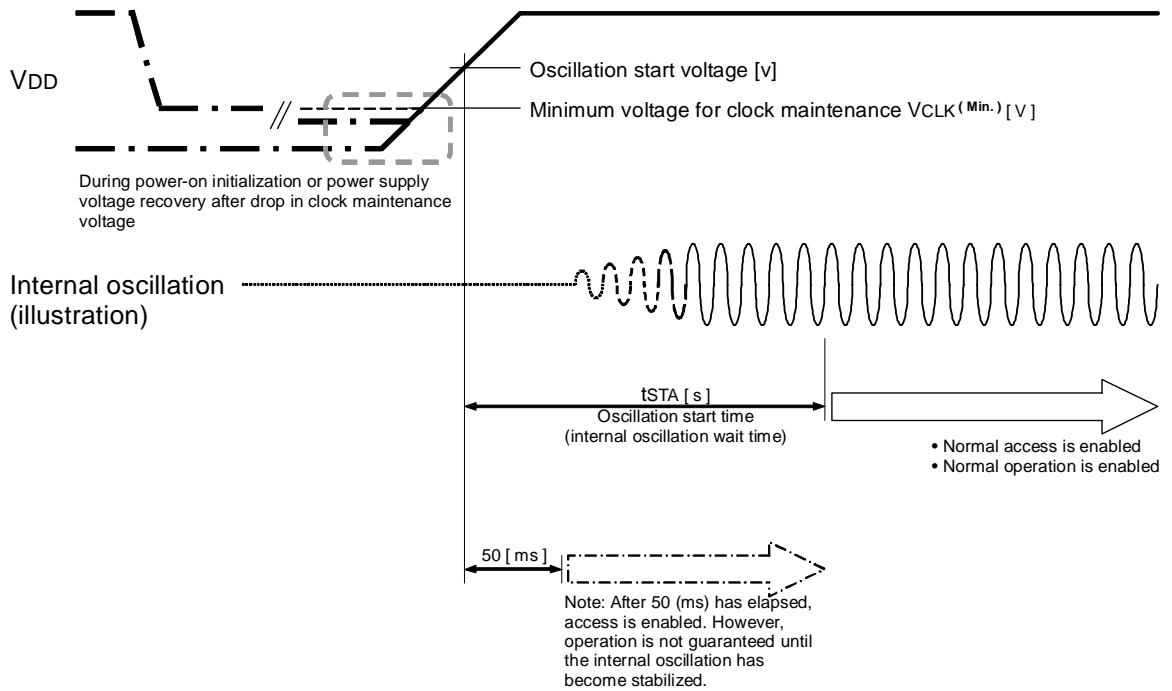 VDD
Oscillation start voltage [v]
Minimum voltage for clock maintenance VCLK(Min.) [ V ]
During power-on initialization or power supply
voltage recovery after drop in clock maintenance
voltage
Internal oscillation
(illustration)
tSTA [ s ]
Oscillation start time
(internal oscillation wait time)
• Normal access is enabled
• Normal operation is enabled
50 [ ms ]
Note: After 50 (ms) has elapsed,
access is enabled. However,
operation is not guaranteed until
the internal oscillation has
become stabilized.